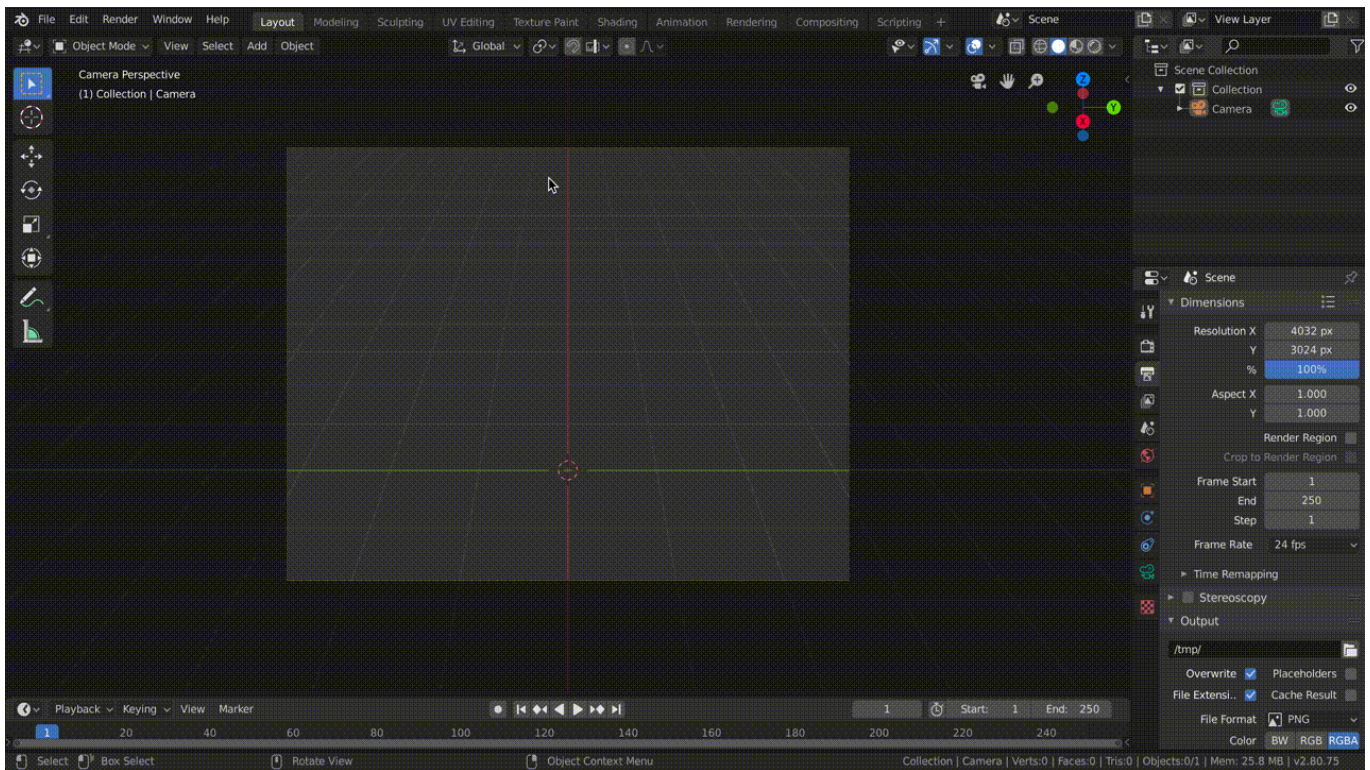 File Edit Render Window Help Layout Modeling Sculpting UV Editing Texture Paint Shading Animation Rendering Compositing Scripting + Scene View Layer
Object Mode View Select Add Object Global
Camera Perspective
(1) Collection | Camera
Z
Y
X
Scene Collection
Collection
Camera
Scene
Dimensions
Resolution X 4032 px
Y 3024 px
% 100%
Aspect X 1.000
Y 1.000
Render Region
Crop to Render Region
Frame Start 1
End 250
Step 1
Frame Rate 24 fps
Time Remapping
Stereoscopy
Output
/tmp/
Overwrite Placeholders
File Extensi.. Cache Result
File Format PNG
Color BW RGB RGBA
Playback Keying View Marker 1 Start: 1 End: 250
1 20 40 60 80 100 120 140 160 180 200 220 240
Select Box Select Rotate View Object Context Menu Collection | Camera | Verts:0 | Faces:0 | Tris:0 | Objects:0/1 | Mem: 25.8 MB | v2.80.75